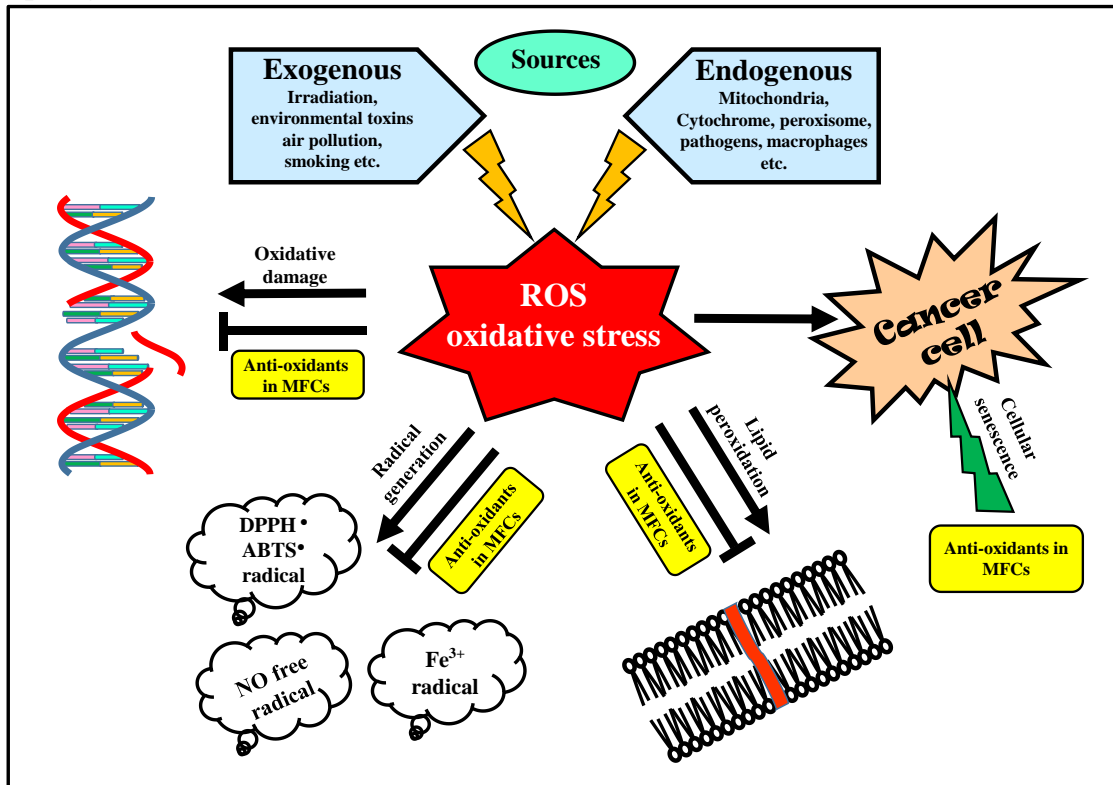 Sources
Exogenous
Irradiation,
environmental toxins
air pollution,
smoking etc.
Endogenous
Mitochondria,
Cytochrome, peroxisome,
pathogens, macrophages
etc.
Oxidative
damage
Anti-oxidants
in MFCs
ROS
oxidative stress
Cancer
cell
Cellular
senescence
Anti-oxidants in
MFCs
Radical
generation
Anti-oxidants
in MFCs
Lipid
peroxidation
Anti-oxidants
in MFCs
DPPH •
ABTS•
radical
NO free
radical
Fe³⁺
radical